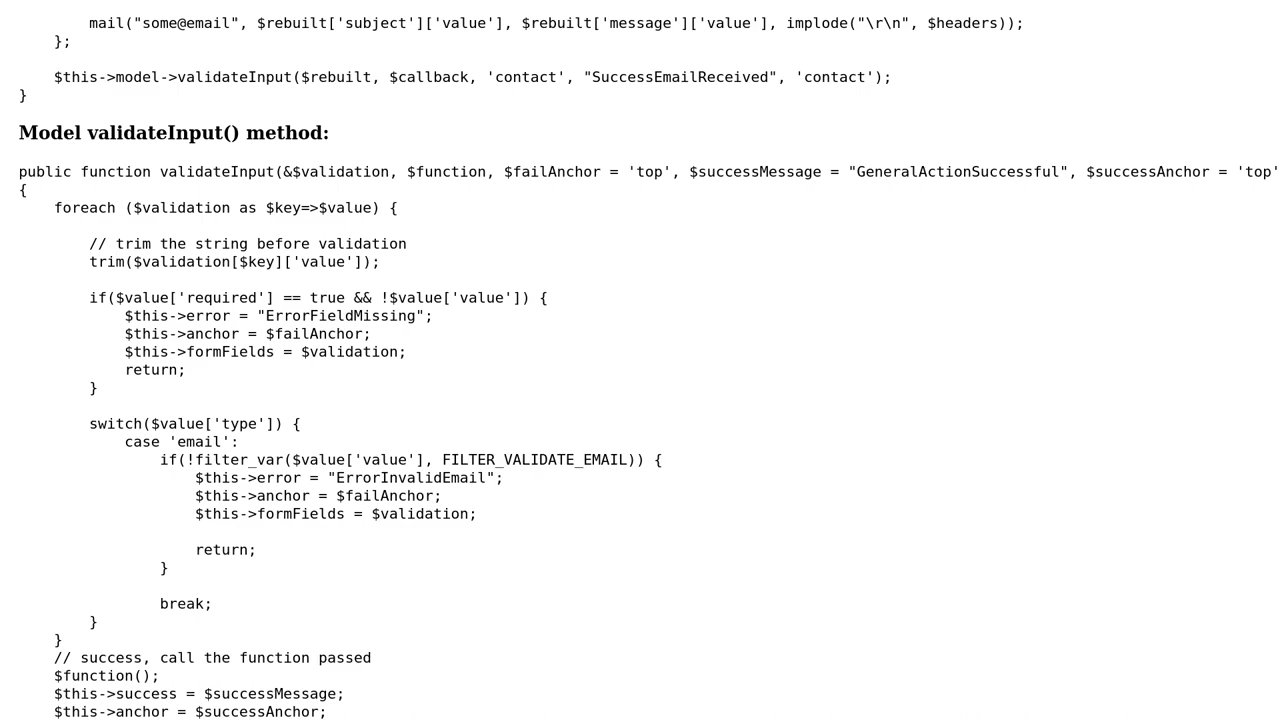 mail("some@email", $rebuilt['subject']['value'], $rebuilt['message']['value'], implode("\r\n", $headers));
};
$this->model->validateInput($rebuilt, $callback, 'contact', "SuccessEmailReceived", 'contact');
}
Model validateInput() method:
public function validateInput(&$validation, $function, $failAnchor = 'top', $successMessage = "GeneralActionSuccessful", $successAnchor = 'top'
{
foreach ($validation as $key=>$value) {
// trim the string before validation
trim($validation[$key]['value']);
if($value['required'] == true && !$value['value']) {
$this->error = "ErrorFieldMissing";
$this->anchor = $failAnchor;
$this->formFields = $validation;
return;
}
switch($value['type']) {
case 'email':
if(!filter_var($value['value'], FILTER_VALIDATE_EMAIL)) {
$this->error = "ErrorInvalidEmail";
$this->anchor = $failAnchor;
$this->formFields = $validation;
return;
}
break;
}
}
// success, call the function passed
$function();
$this->success = $successMessage;
$this->anchor = $successAnchor;